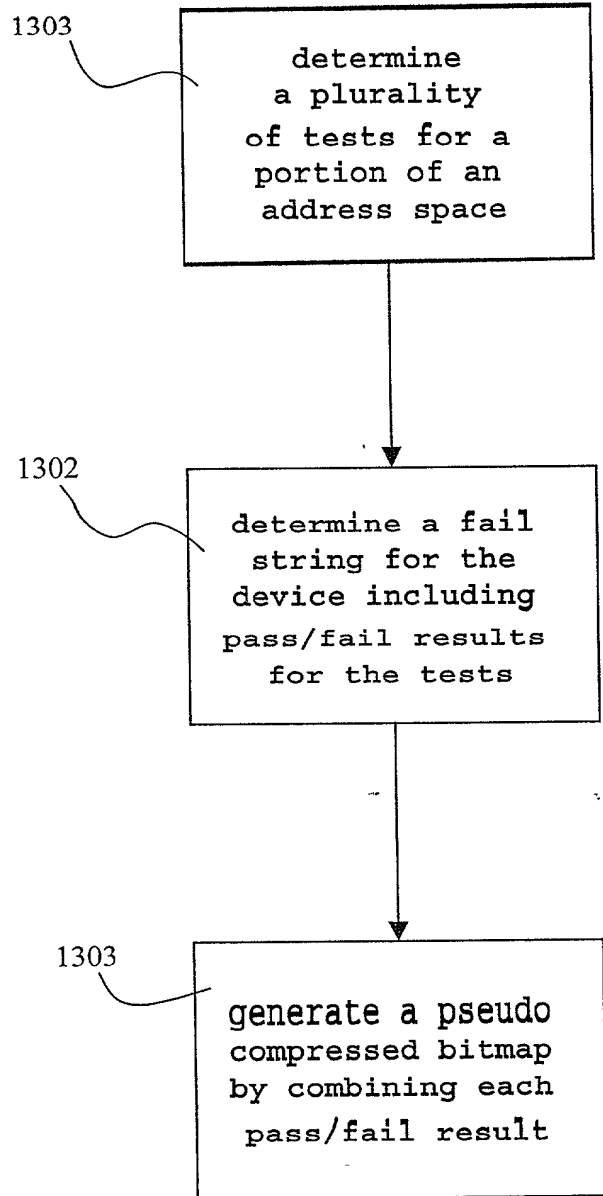 1303
determine
a plurality
of tests for a
portion of an
address space
1302
determine a fail
string for the
device including
pass/fail results
for the tests
1303
generate a pseudo
compressed bitmap
by combining each
pass/fail result